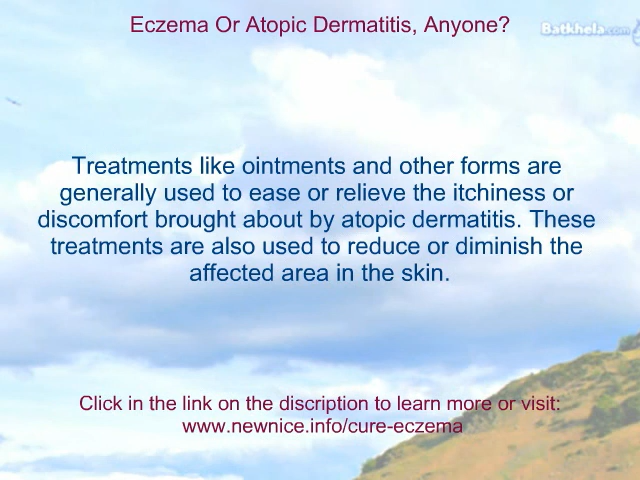 Eczema Or Atopic Dermatitis, Anyone?
Batkhela.com
Treatments like ointments and other forms are
generally used to ease or relieve the itchiness or
discomfort brought about by atopic dermatitis. These
treatments are also used to reduce or diminish the
affected area in the skin.
Click in the link on the discription to learn more or visit:
www.newnice.info/cure-eczema